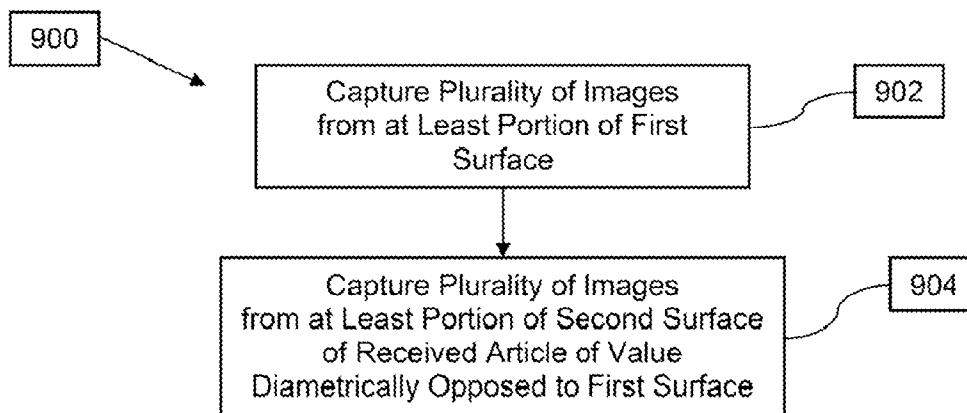 900
Capture Plurality of Images
from at Least Portion of First
Surface
902
Capture Plurality of Images
from at Least Portion of Second Surface
of Received Article of Value
Diametrically Opposed to First Surface
904